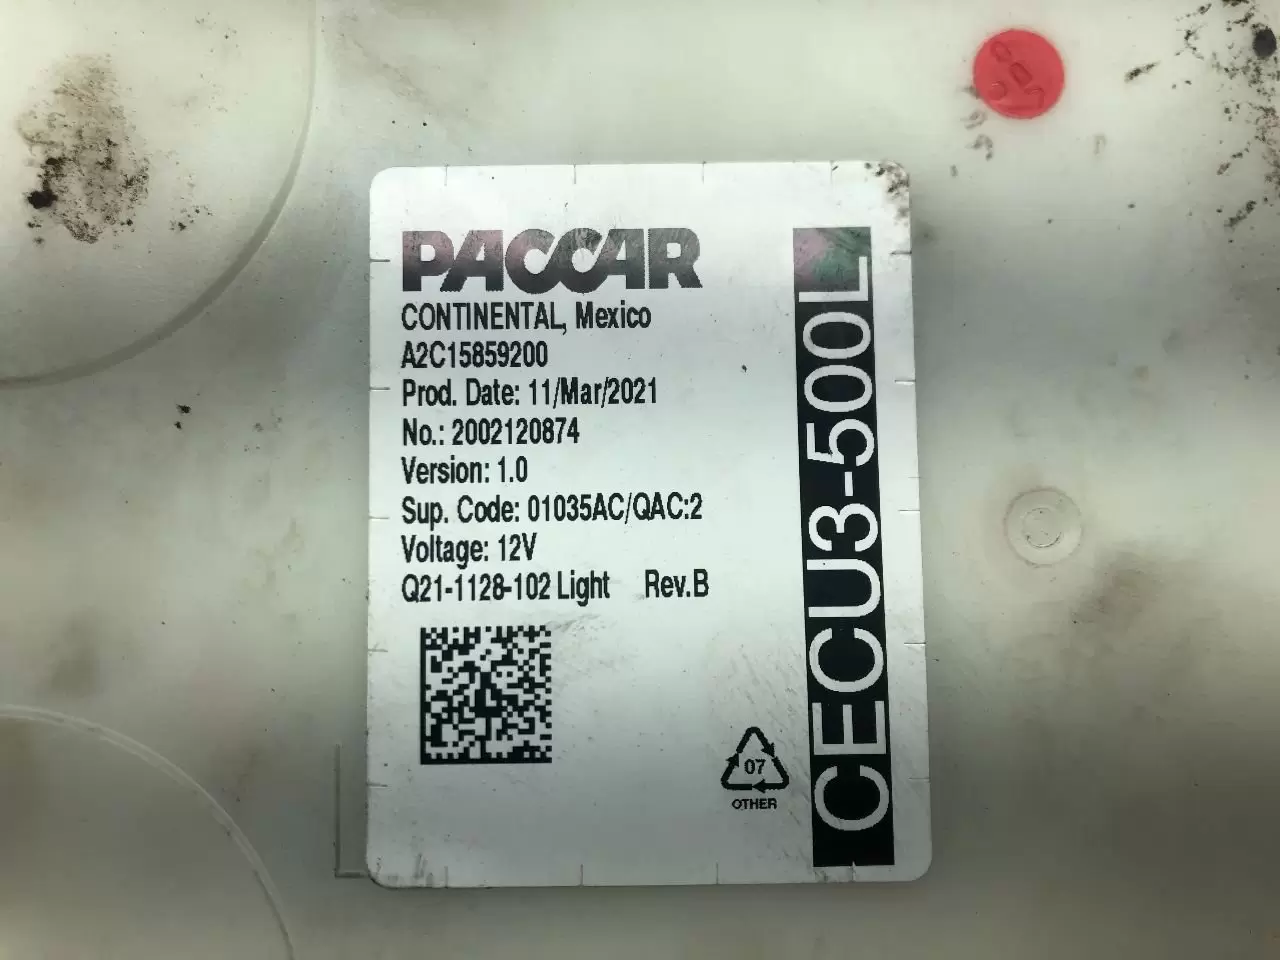 PACCAR
CONTINENTAL, Mexico
A2C15859200
Prod. Date: 11/Mar/2021
No.: 2002120874
Version: 1.0
Sup. Code: 01035AC/QAC:2
Voltage: 12V
Q21-1128-102 Light Rev.B
07
OTHER
CECU3-500L